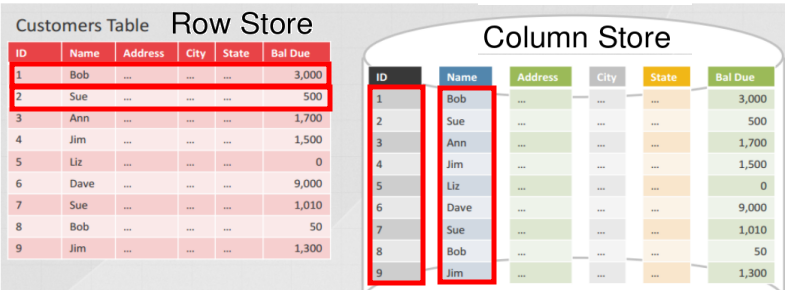 Customers Table Row Store
ID Name Address City State Bal Due
1 Bob ... ... ... 3,000
2 Sue ... ... ... 500
3 Ann ... ... ... 1,700
4 Jim ... ... ... 1,500
5 Liz ... ... ... 0
6 Dave ... ... ... 9,000
7 Sue ... ... ... 1,010
8 Bob ... ... ... 50
9 Jim ... ... ... 1,300
Column Store
ID Name Address City State Bal Due
1 Bob ... ... ... 3,000
2 Sue ... ... ... 500
3 Ann ... ... ... 1,700
4 Jim ... ... ... 1,500
5 Liz ... ... ... 0
6 Dave ... ... ... 9,000
7 Sue ... ... ... 1,010
8 Bob ... ... ... 50
9 Jim ... ... ... 1,300